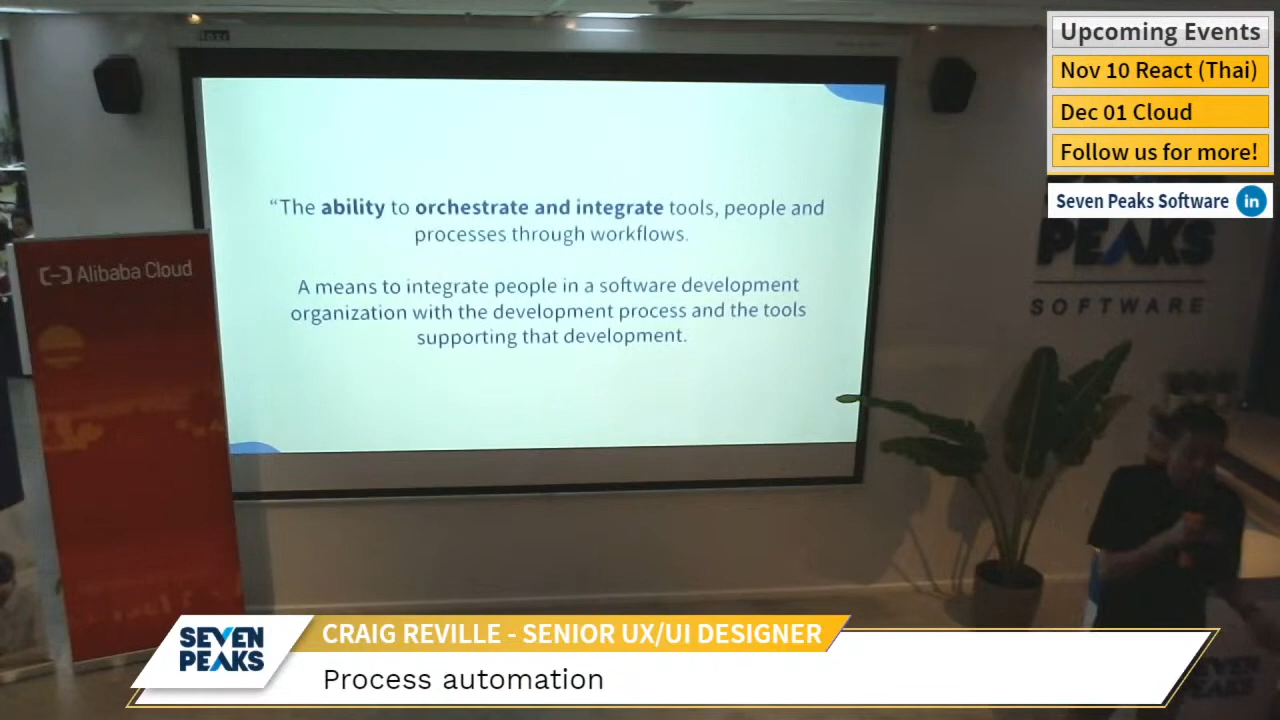 Upcoming Events
Nov 10 React (Thai)
Dec 01 Cloud
Follow us for more!
Seven Peaks Software in
“The ability to orchestrate and integrate tools, people and
processes through workflows.
A means to integrate people in a software development
organization with the development process and the tools
supporting that development.
Alibaba Cloud
PEAKS
SOFTWARE
SEVEN
PEAKS
CRAIG REVILLE - SENIOR UX/UI DESIGNER
Process automation
SEVEN
PEAKS